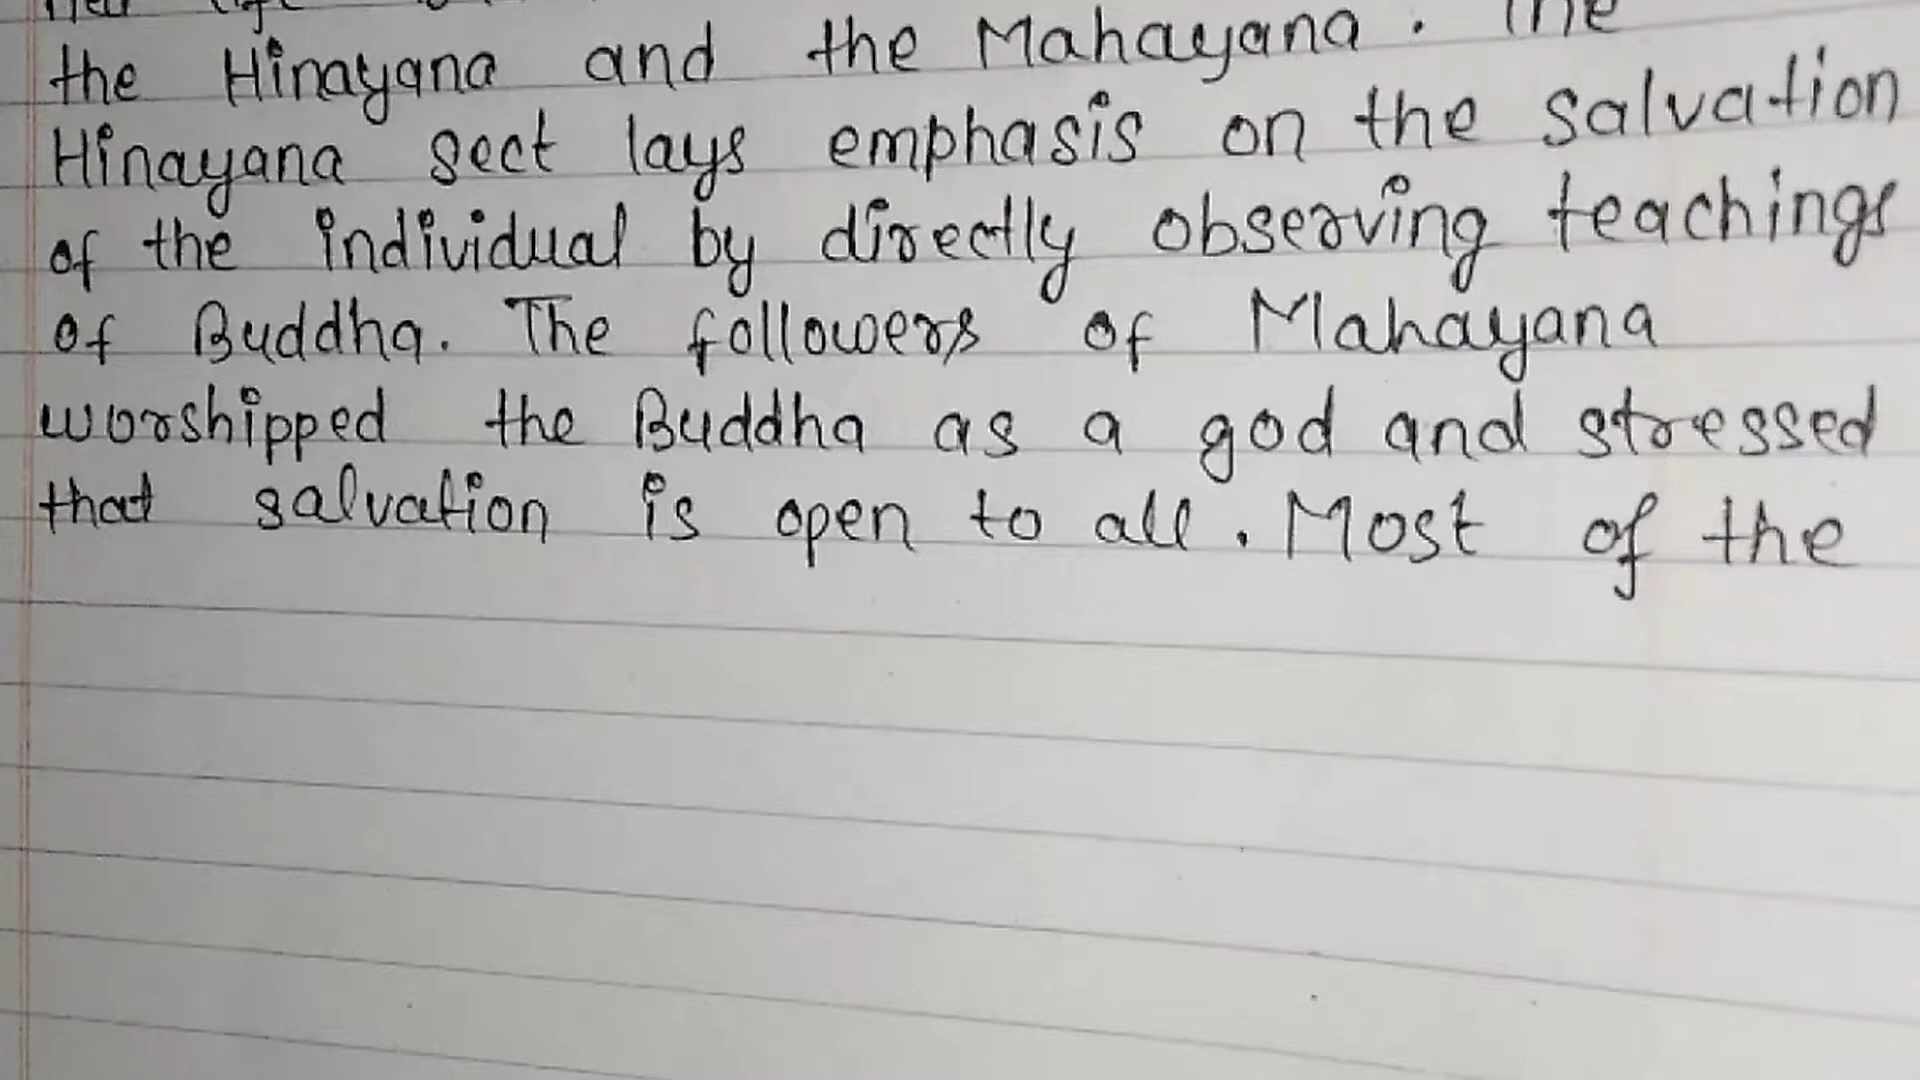 the Hinayana and the Mahayana. The
Hinayana sect lays emphasis on the salvation
of the individual by directly observing teachings
of Buddha. The followers of Mahayana
worshipped the Buddha as a god and stressed
that salvation is open to all. Most of the